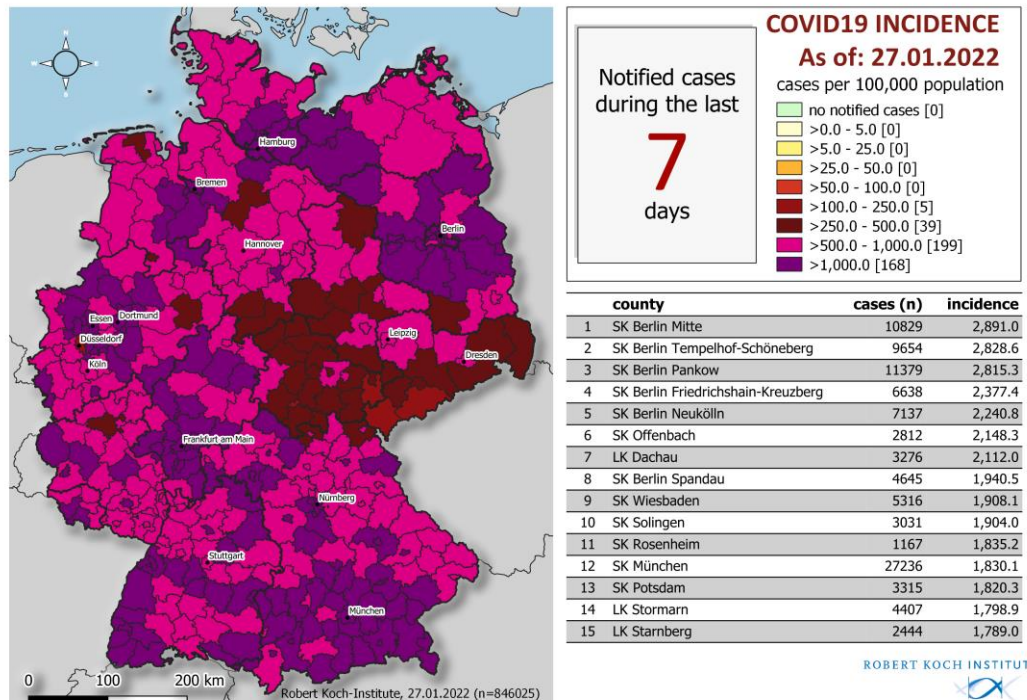 N
W
E
S
Hamburg
Bremen
Berlin
Hannover
Essen
Dortmund
Düsseldorf
Leipzig
Köln
Dresden
Frankfurt am Main
Nürnberg
Stuttgart
München
0 100 200 km
Robert Koch-Institute, 27.01.2022 (n=846025)
Notified cases
during the last
7
days
COVID19 INCIDENCE
As of: 27.01.2022
cases per 100,000 population
no notified cases [0]
>0.0 - 5.0 [0]
>5.0 - 25.0 [0]
>25.0 - 50.0 [0]
>50.0 - 100.0 [0]
>100.0 - 250.0 [5]
>250.0 - 500.0 [39]
>500.0 - 1,000.0 [199]
>1,000.0 [168]
county cases (n) incidence
1 SK Berlin Mitte 10829 2,891.0
2 SK Berlin Tempelhof-Schöneberg 9654 2,828.6
3 SK Berlin Pankow 11379 2,815.3
4 SK Berlin Friedrichshain-Kreuzberg 6638 2,377.4
5 SK Berlin Neukölln 7137 2,240.8
6 SK Offenbach 2812 2,148.3
7 LK Dachau 3276 2,112.0
8 SK Berlin Spandau 4645 1,940.5
9 SK Wiesbaden 5316 1,908.1
10 SK Solingen 3031 1,904.0
11 SK Rosenheim 1167 1,835.2
12 SK München 27236 1,830.1
13 SK Potsdam 3315 1,820.3
14 LK Stormarn 4407 1,798.9
15 LK Starnberg 2444 1,789.0
ROBERT KOCH INSTITUT